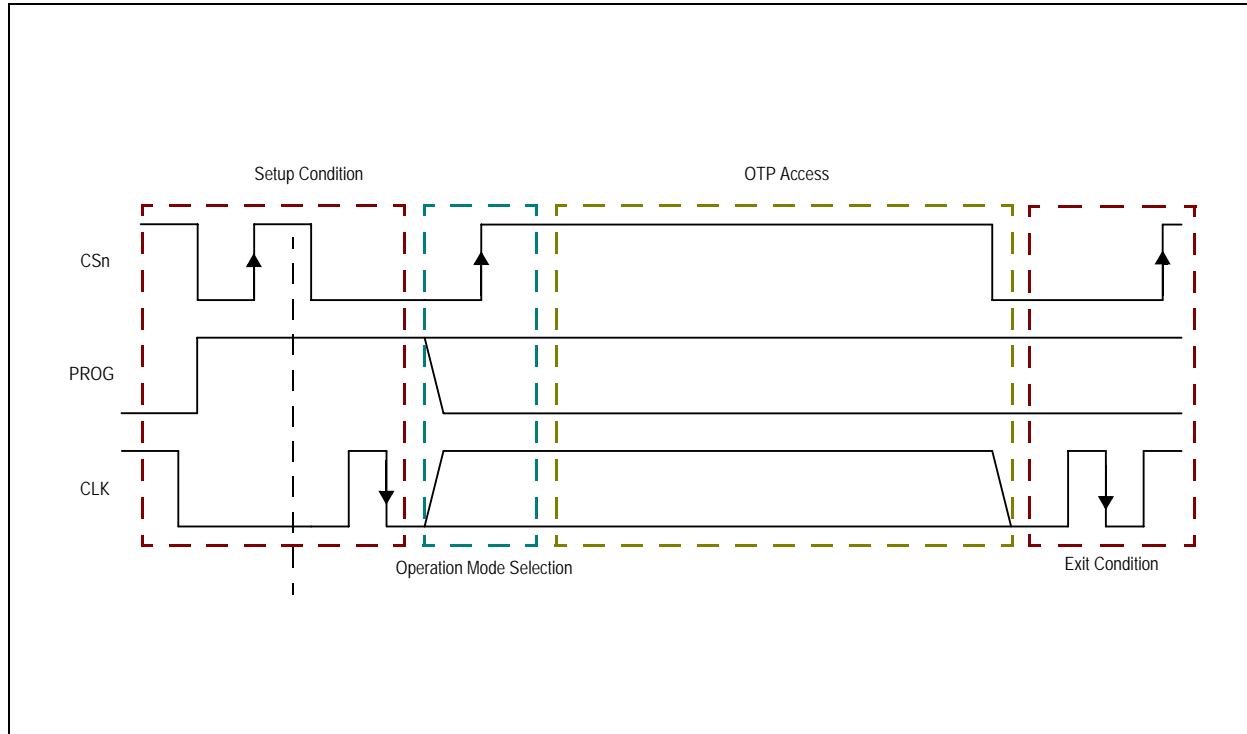 Setup Condition
OTP Access
CSn
PROG
CLK
Operation Mode Selection
Exit Condition